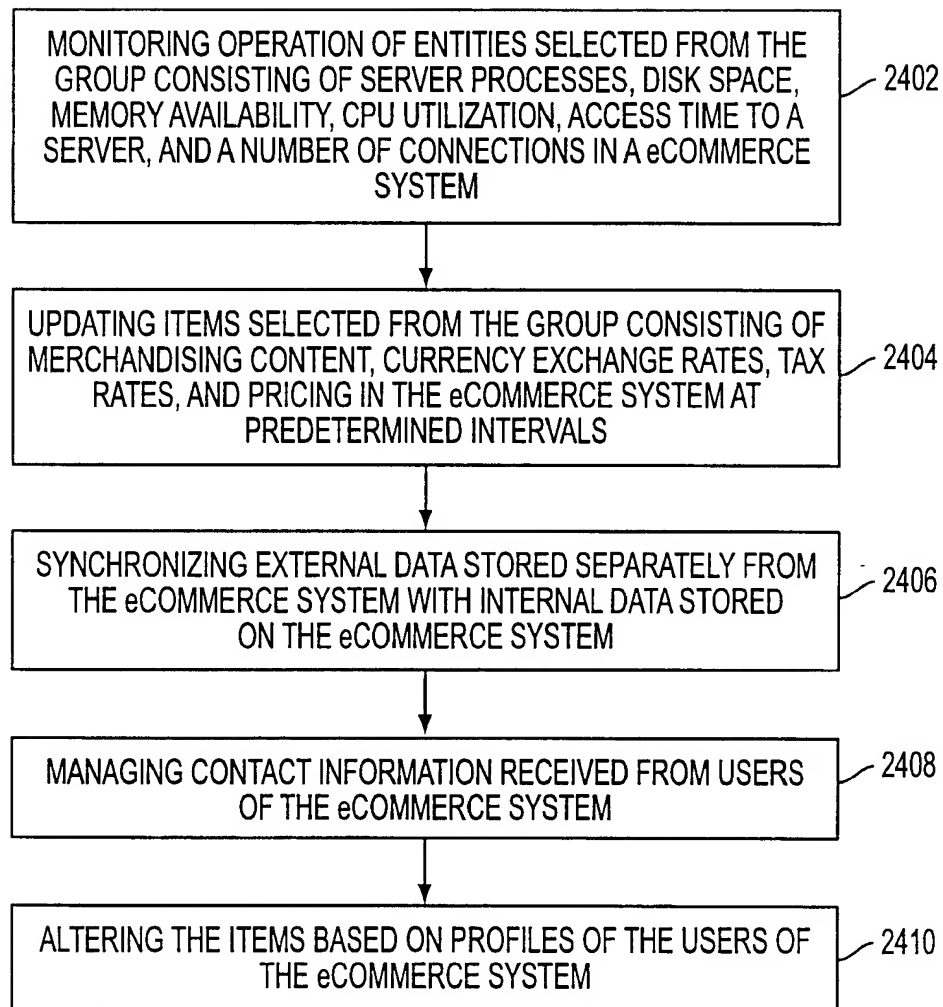 MONITORING OPERATION OF ENTITIES SELECTED FROM THE
GROUP CONSISTING OF SERVER PROCESSES, DISK SPACE,
MEMORY AVAILABILITY, CPU UTILIZATION, ACCESS TIME TO A
SERVER, AND A NUMBER OF CONNECTIONS IN A eCOMMERCE
SYSTEM
2402
UPDATING ITEMS SELECTED FROM THE GROUP CONSISTING OF
MERCHANDISING CONTENT, CURRENCY EXCHANGE RATES, TAX
RATES, AND PRICING IN THE eCOMMERCE SYSTEM AT
PREDETERMINED INTERVALS
2404
SYNCHRONIZING EXTERNAL DATA STORED SEPARATELY FROM
THE eCOMMERCE SYSTEM WITH INTERNAL DATA STORED
ON THE eCOMMERCE SYSTEM
2406
MANAGING CONTACT INFORMATION RECEIVED FROM USERS
OF THE eCOMMERCE SYSTEM
2408
ALTERING THE ITEMS BASED ON PROFILES OF THE USERS OF
THE eCOMMERCE SYSTEM
2410